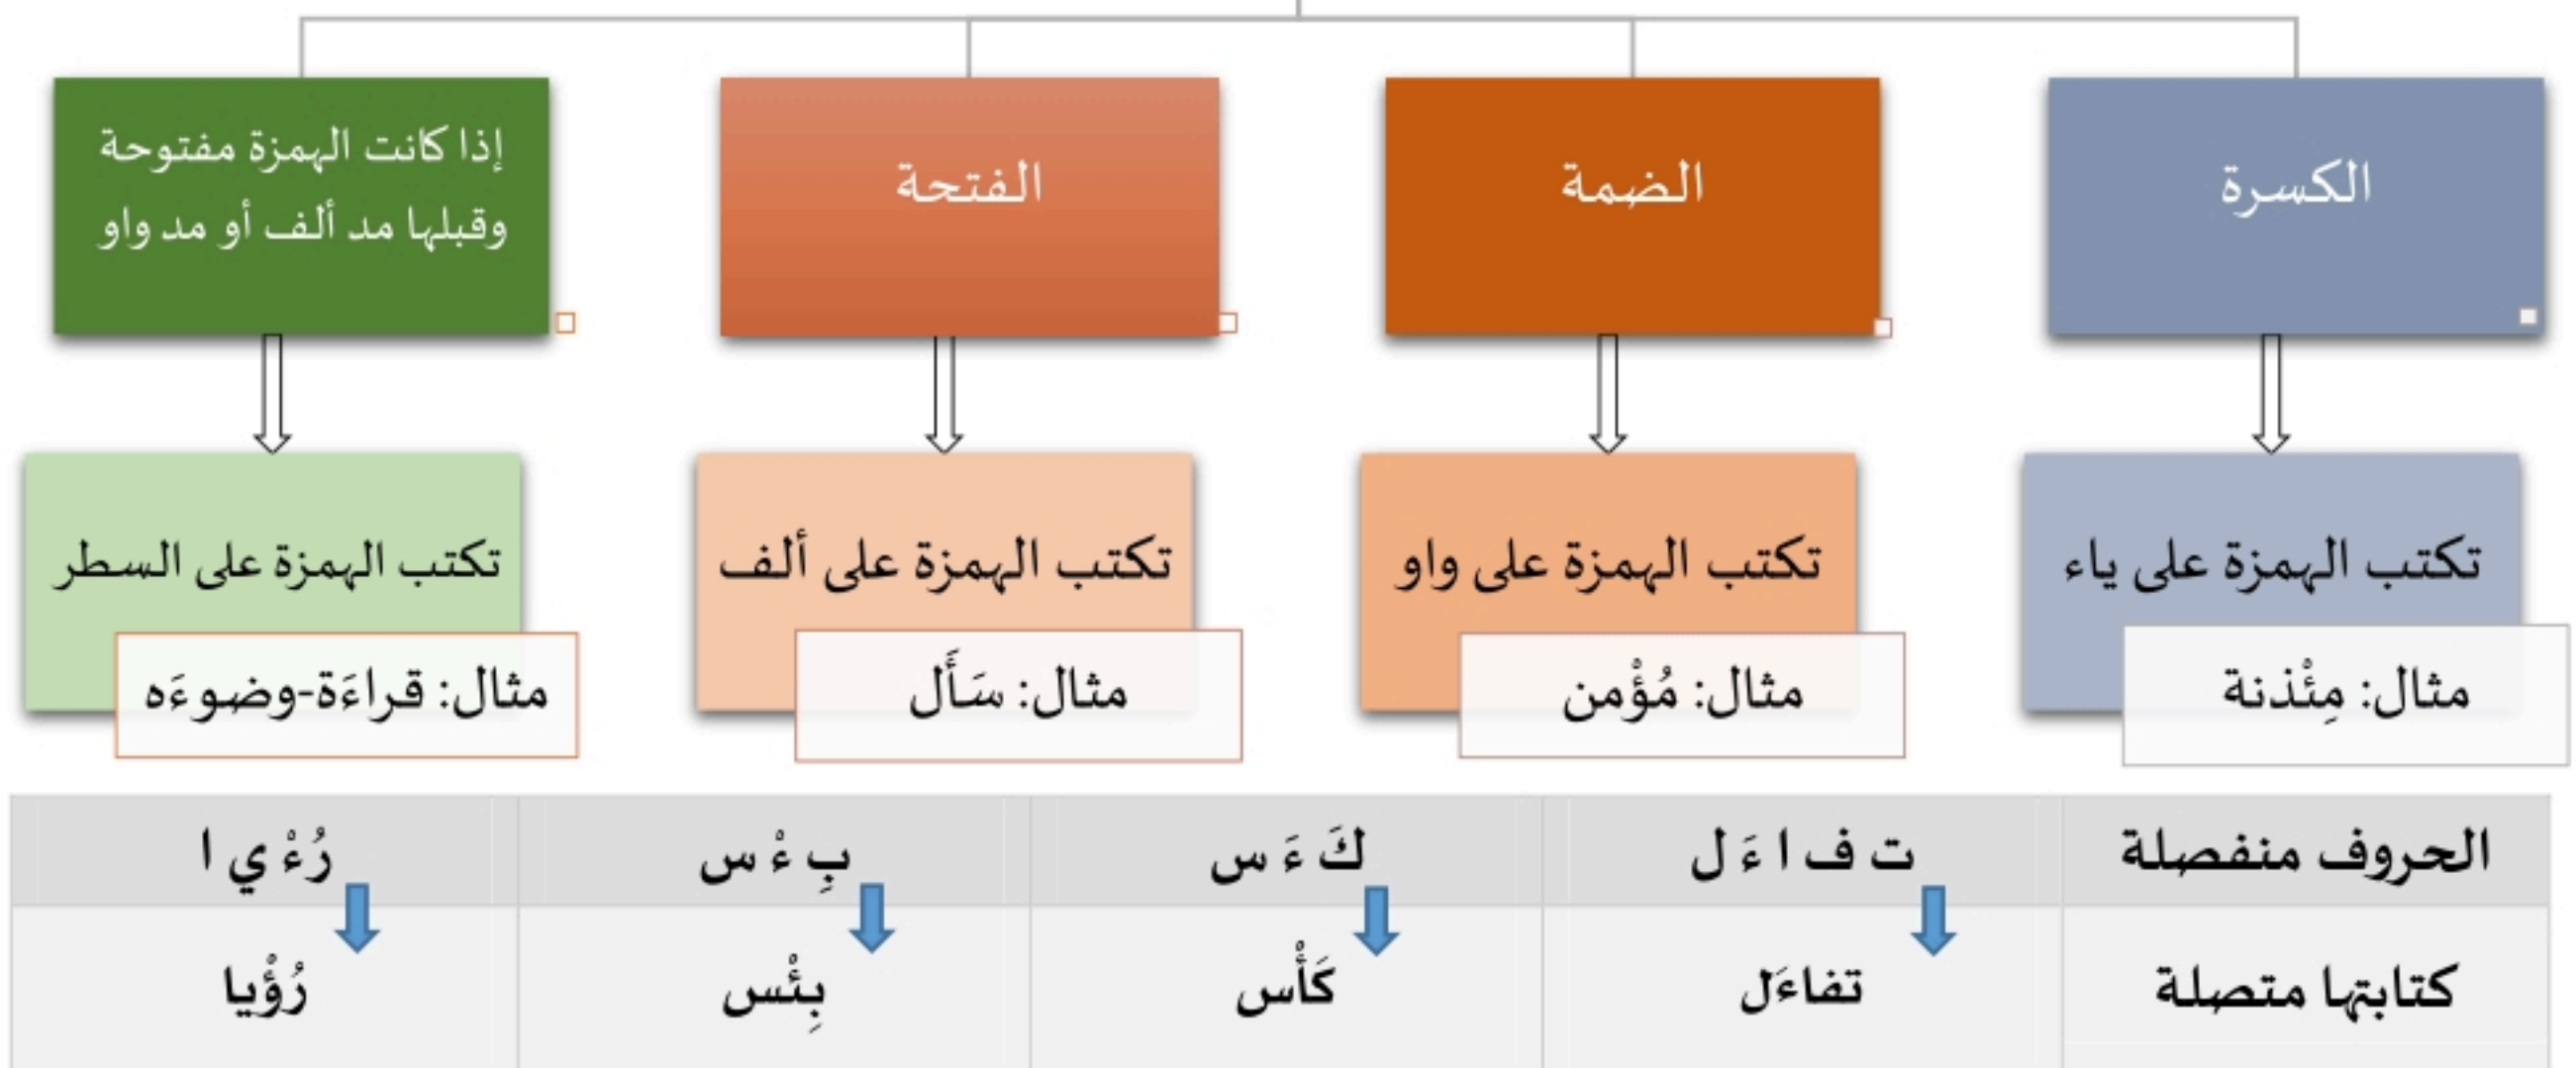 الكسرة
الضمة
الفتحة
إذا كانت الهمزة مفتوحة
وقبلها مد ألف أو مد واو
تكتب الهمزة على ياء
تكتب الهمزة على واو
تكتب الهمزة على ألف
تكتب الهمزة على السطر
مثال: مِئْذنة
مثال: مُؤْمن
مثال: سَأَل
مثال: قراءَة-وضوءَه
الحروف منفصلة ت ف ا ءَ ل كَ ءَ س بِ ءْ س رُ ءْ ي ا
كتابتها متصلة تفاءَل كَأْس بِئْس رُؤْيا